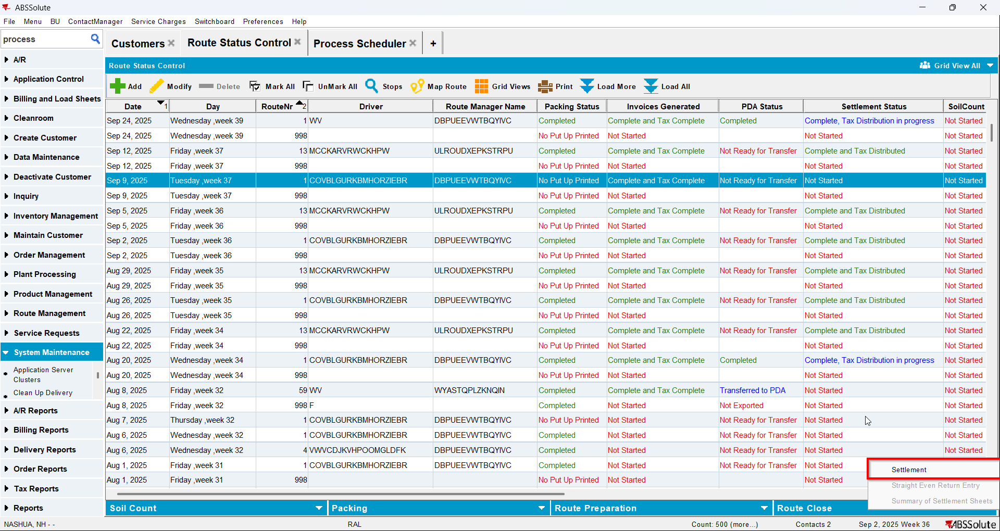 ABSSolute
File Menu BU ContactManager Service Charges Switchboard Preferences Help
process
Customers Route Status Control Process Scheduler +
Route Status Control Grid View All
Add Modify Delete Mark All UnMark All Stops Map Route Grid Views Print Load More Load All
A/R
Application Control
Billing and Load Sheets
Cleanroom
Create Customer
Data Maintenance
Deactivate Customer
Inquiry
Inventory Management
Maintain Customer
Order Management
Plant Processing
Product Management
Route Management
Service Requests
System Maintenance
Application Server
Clusters
Clean Up Delivery
A/R Reports
Billing Reports
Delivery Reports
Order Reports
Tax Reports
Reports
Date 1 Day RouteNr 2 Driver Route Manager Name Packing Status Invoices Generated PDA Status Settlement Status SoilCount
Sep 24, 2025 Wednesday ,week 39 1 WV DBPUEEVWTBQYIVC Completed Complete and Tax Complete Completed Complete, Tax Distribution in progress Not Started
Sep 24, 2025 Wednesday ,week 39 998 No Put Up Printed Not Started Not Started Not Started
Sep 12, 2025 Friday ,week 37 13 MCCKARVRWCKHPW ULROUDXEPKSTRPU Completed Complete and Tax Complete Not Ready for Transfer Complete and Tax Distributed Not Started
Sep 12, 2025 Friday ,week 37 998 No Put Up Printed Not Started Not Started Not Started
Sep 9, 2025 Tuesday ,week 37 1 COVBLGURKBMHORZIEBR DBPUEEVWTBQYIVC No Put Up Printed Complete and Tax Complete Not Ready for Transfer Not Started Not Started
Sep 9, 2025 Tuesday ,week 37 998 No Put Up Printed Not Started Not Started Not Started
Sep 5, 2025 Friday ,week 36 13 MCCKARVRWCKHPW ULROUDXEPKSTRPU Completed Complete and Tax Complete Not Ready for Transfer Complete and Tax Distributed Not Started
Sep 5, 2025 Friday ,week 36 998 No Put Up Printed Not Started Not Started Not Started
Sep 2, 2025 Tuesday ,week 36 1 COVBLGURKBMHORZIEBR DBPUEEVWTBQYIVC Completed Complete and Tax Complete Not Ready for Transfer Complete and Tax Distributed Not Started
Sep 2, 2025 Tuesday ,week 36 998 No Put Up Printed Not Started Not Started Not Started
Aug 29, 2025 Friday ,week 35 13 MCCKARVRWCKHPW ULROUDXEPKSTRPU Completed Complete and Tax Complete Not Ready for Transfer Complete and Tax Distributed Not Started
Aug 29, 2025 Friday ,week 35 998 No Put Up Printed Not Started Not Started Not Started
Aug 26, 2025 Tuesday ,week 35 1 COVBLGURKBMHORZIEBR DBPUEEVWTBQYIVC Completed Complete and Tax Complete Not Ready for Transfer Complete and Tax Distributed Not Started
Aug 26, 2025 Tuesday ,week 35 998 No Put Up Printed Not Started Not Started Not Started
Aug 22, 2025 Friday ,week 34 13 MCCKARVRWCKHPW ULROUDXEPKSTRPU Completed Complete and Tax Complete Not Ready for Transfer Complete and Tax Distributed Not Started
Aug 22, 2025 Friday ,week 34 998 No Put Up Printed Not Started Not Started Not Started
Aug 20, 2025 Wednesday ,week 34 1 COVBLGURKBMHORZIEBR DBPUEEVWTBQYIVC Completed Complete and Tax Complete Completed Complete, Tax Distribution in progress Not Started
Aug 20, 2025 Wednesday ,week 34 998 No Put Up Printed Not Started Not Started Not Started
Aug 8, 2025 Friday ,week 32 59 WV WYASTQPLZKNQIN Completed Complete and Tax Complete Transferred to PDA Not Started Not Started
Aug 8, 2025 Friday ,week 32 998 F Completed Not Started Not Exported Not Started Not Started
Aug 7, 2025 Thursday ,week 32 1 COVBLGURKBMHORZIEBR DBPUEEVWTBQYIVC No Put Up Printed Not Started Not Ready for Transfer Not Started Not Started
Aug 6, 2025 Wednesday ,week 32 1 COVBLGURKBMHORZIEBR DBPUEEVWTBQYIVC Completed Not Started Not Ready for Transfer Not Started Not Started
Aug 6, 2025 Wednesday ,week 32 4 VWVCDJKVHPOOMGLDFK DBPUEEVWTBQYIVC Completed Not Started Not Ready for Transfer Not Started Not Started
Aug 1, 2025 Friday ,week 31 1 COVBLGURKBMHORZIEBR DBPUEEVWTBQYIVC Completed Not Started Not Ready for Transfer Not Started
Aug 1, 2025 Friday ,week 31 998 No Put Up Printed Not Started Not Started
Settlement
Straight Even Return Entry
Summary of Settlement Sheets
Soil Count Packing Route Preparation Route Close
NASHUA, NH - - RAL Count: 500 (more...) Contacts 2 Sep 2, 2025 Week 36 ABSSolute